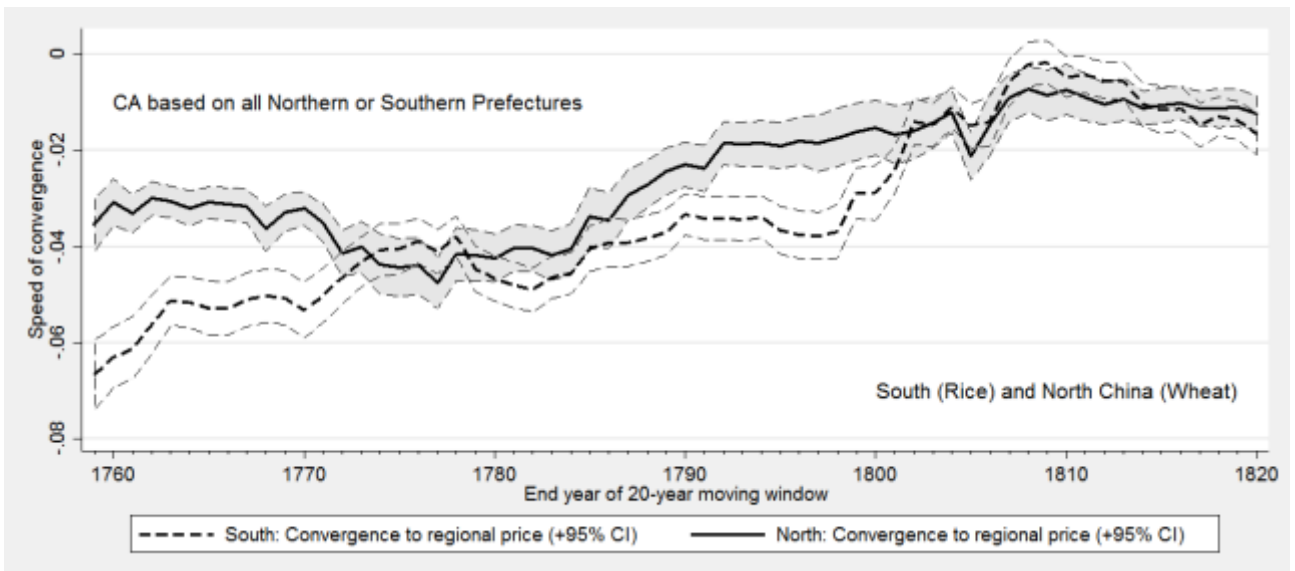 0
-.02
-.04
-.06
-.08
Speed of convergence
CA based on all Northern or Southern Prefectures
South (Rice) and North China (Wheat)
1760 1770 1780 1790 1800 1810 1820
End year of 20-year moving window
South: Convergence to regional price (+95% CI) North: Convergence to regional price (+95% CI)